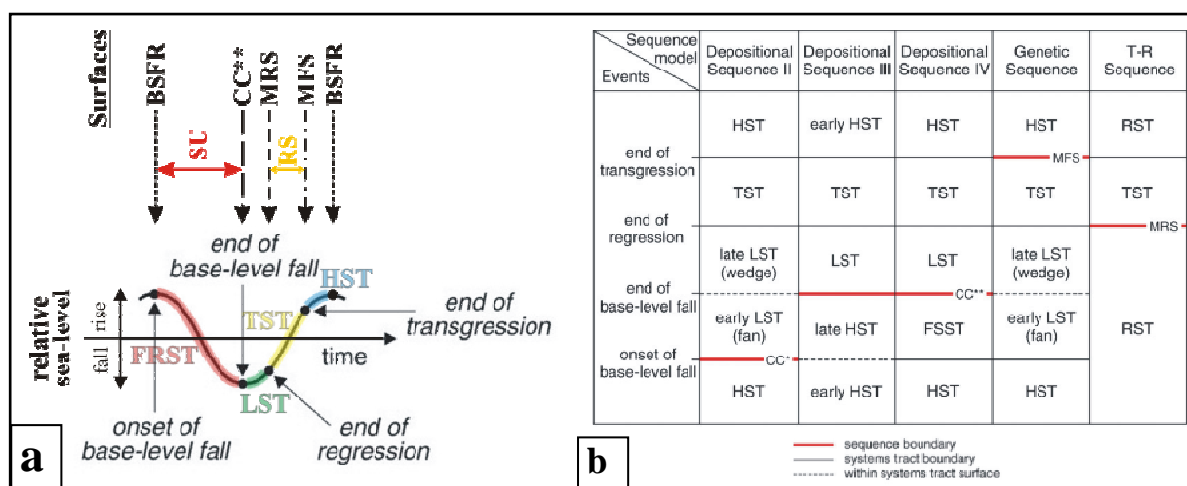 Surfaces
BSFR
CC**
MRS
MFS
BSFR
SU
RS
end of
base-level fall
HST
TST
end of
transgression
relative
sea-level
fall rise
FRST
time
LST
onset of
base-level fall
end of
regression
a
Sequence
model
Events
Depositional
Sequence II
Depositional
Sequence III
Depositional
Sequence IV
Genetic
Sequence
T-R
Sequence
HST
early HST
HST
HST
RST
end of
transgression
MFS
TST
TST
TST
TST
TST
end of
regression
MRS
late LST
(wedge)
LST
LST
late LST
(wedge)
end of
base-level fall
CC**
early LST
(fan)
late HST
FSST
early LST
(fan)
RST
onset of
base-level fall
CC*
HST
early HST
HST
HST
sequence boundary
systems tract boundary
within systems tract surface
b